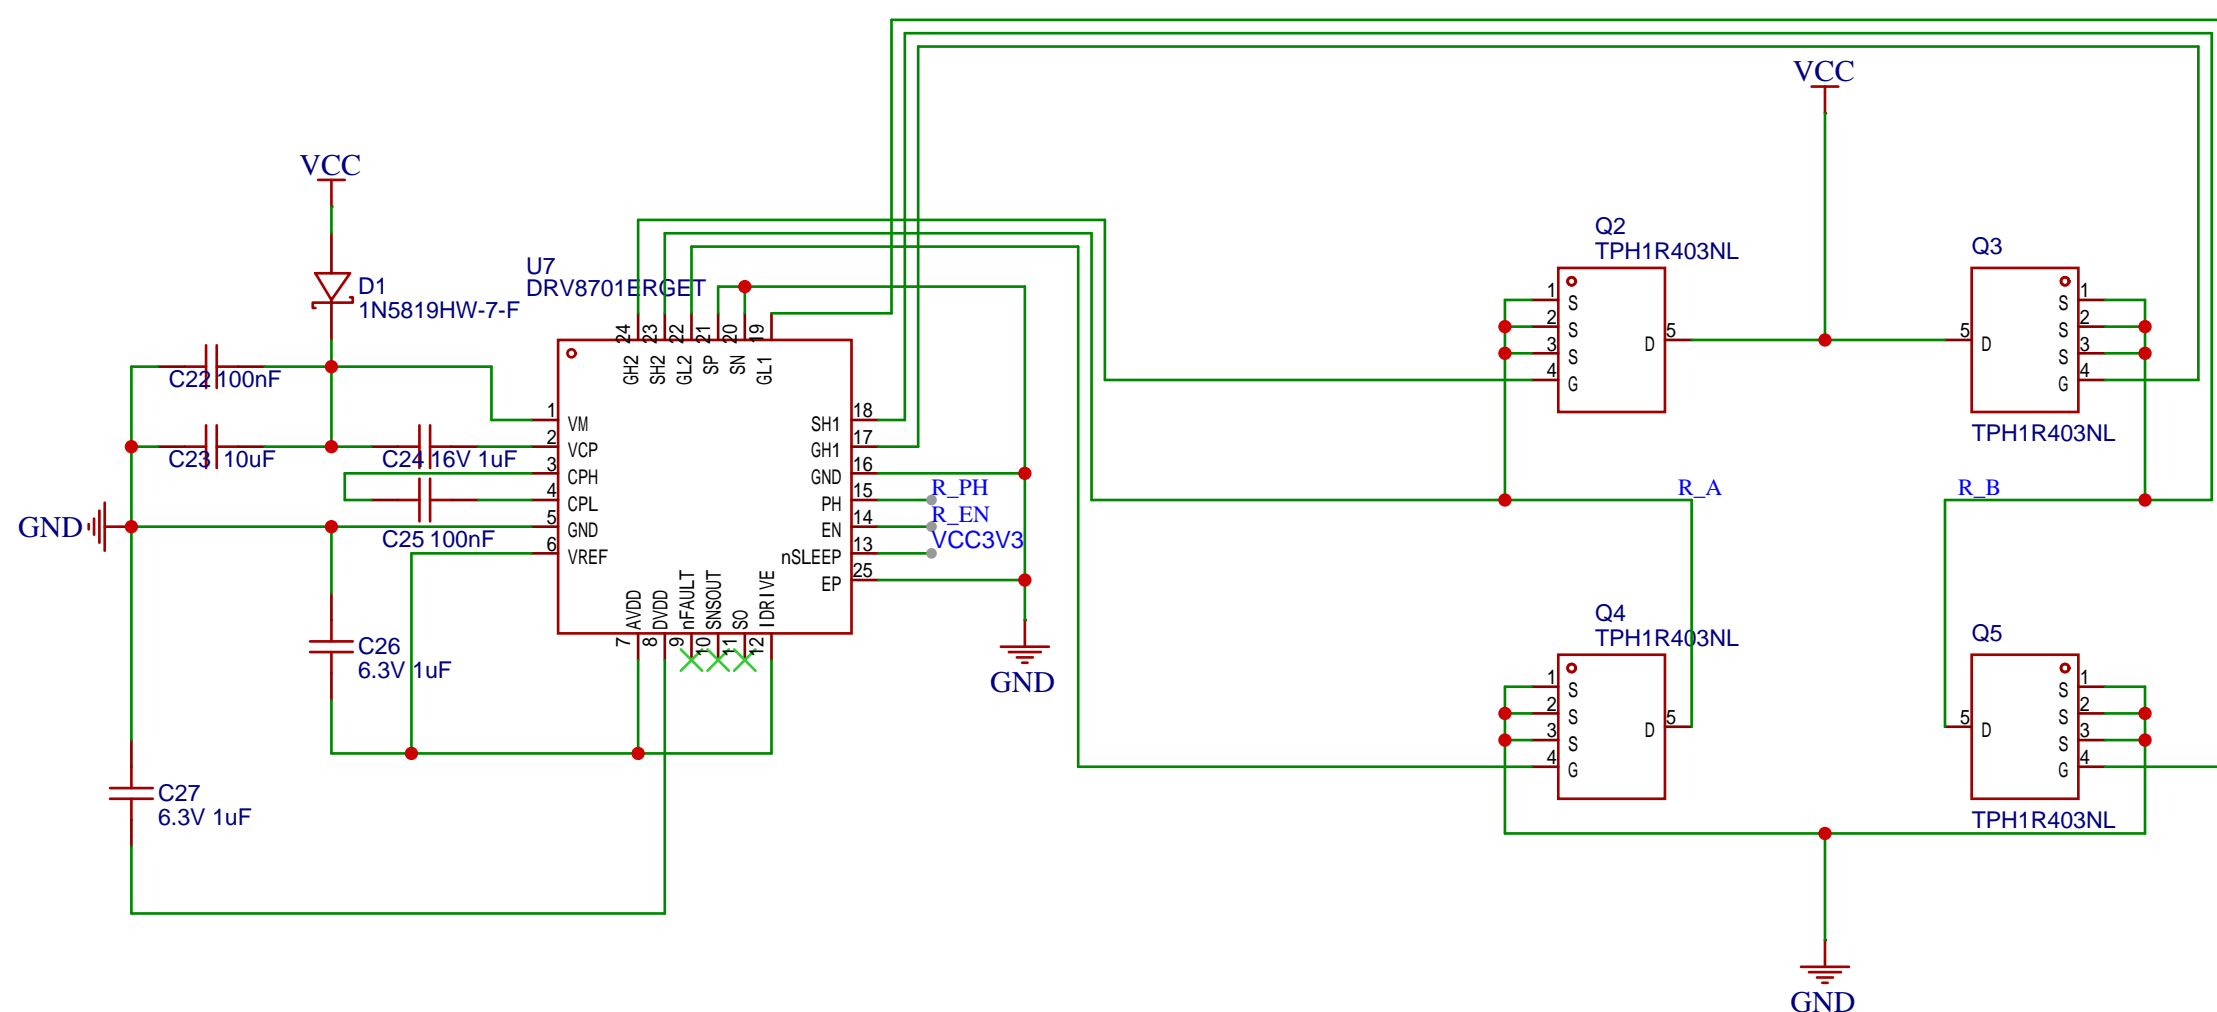 VCC
VCC
Q2
TPH1R403NL
Q3
U7
DRV8701ERGET
D1
1N5819HW-7-F
24 23 22 21 20 19
GH2 SH2 GL2 SP SN GL1
1 S
2 S
3 S
4 G
D 5
5 D
S 1
S 2
S 3
G 4
TPH1R403NL
C22 100nF
C23 10uF
C24 16V 1uF
C25 100nF
GND
1 VM
2 VCP
3 CPH
4 CPL
5 GND
6 VREF
SH1 18
GH1 17
GND 16
PH 15 R_PH
EN 14 R_EN
nSLEEP 13 VCC3V3
EP 25
R_A
R_B
AVDD DVDD nFAULT SNSOUT SO IDRIVE
7 8 9 10 11 12
C26
6.3V 1uF
GND
Q4
TPH1R403NL
Q5
1 S
2 S
3 S
4 G
D 5
5 D
S 1
S 2
S 3
G 4
TPH1R403NL
C27
6.3V 1uF
GND